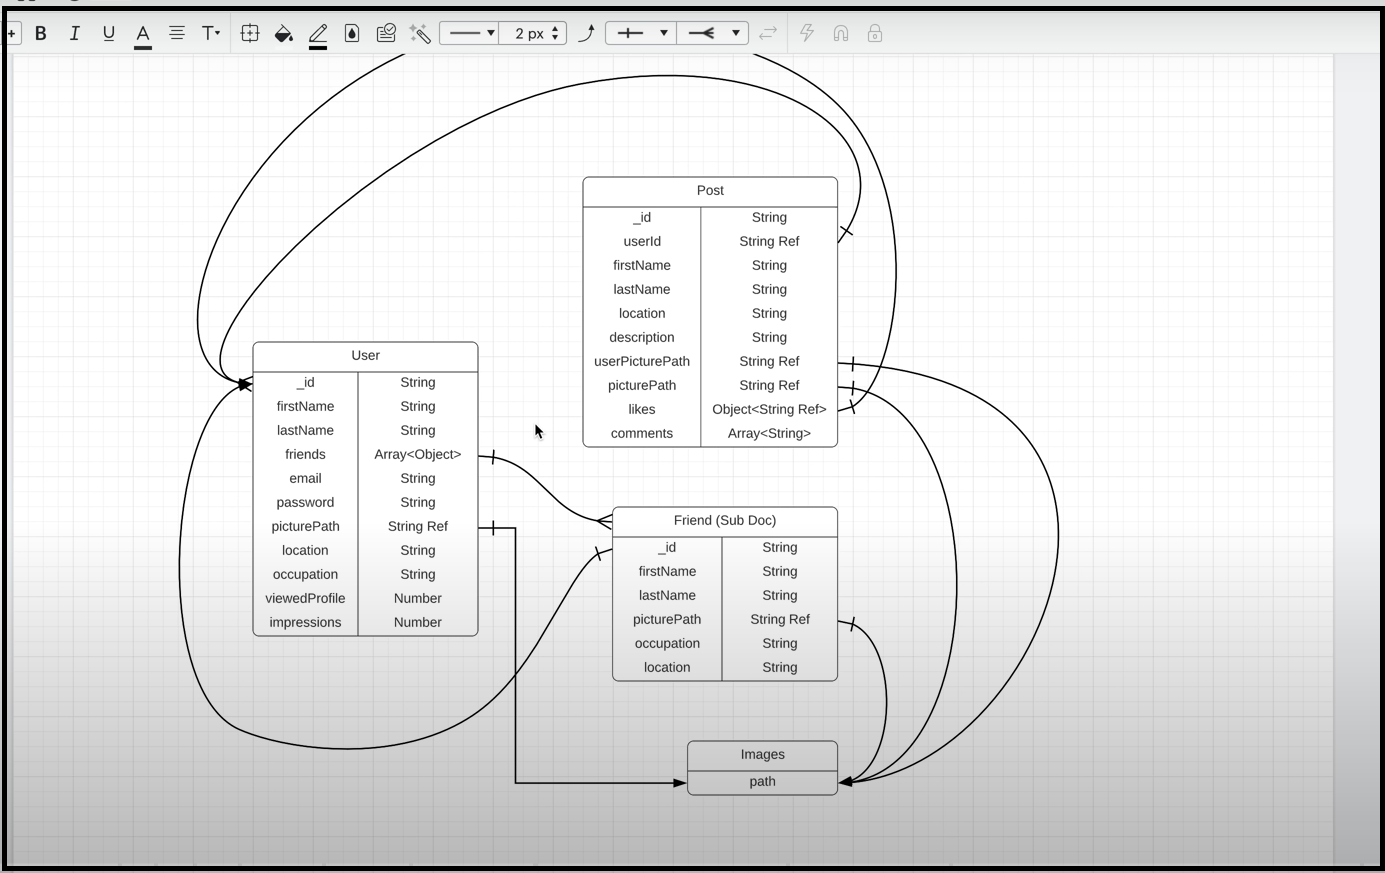 B I U A T
2 px
Post
_id String
userId String Ref
firstName String
lastName String
location String
description String
userPicturePath String Ref
picturePath String Ref
likes Object<String Ref>
comments Array<String>
User
_id String
firstName String
lastName String
friends Array<Object>
email String
password String
picturePath String Ref
location String
occupation String
viewedProfile Number
impressions Number
Friend (Sub Doc)
_id String
firstName String
lastName String
picturePath String Ref
occupation String
location String
Images
path